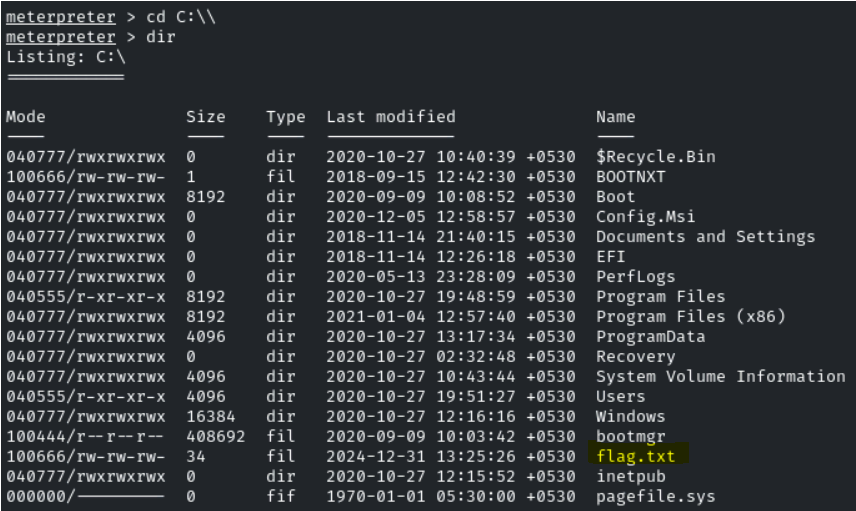 meterpreter > cd C:\\
meterpreter > dir
Listing: C:\
============
Mode Size Type Last modified Name
---- ---- ---- ------------- ----
040777/rwxrwxrwx 0 dir 2020-10-27 10:40:39 +0530 $Recycle.Bin
100666/rw-rw-rw- 1 fil 2018-09-15 12:42:30 +0530 BOOTNXT
040777/rwxrwxrwx 8192 dir 2020-09-09 10:08:52 +0530 Boot
040777/rwxrwxrwx 0 dir 2020-12-05 12:58:57 +0530 Config.Msi
040777/rwxrwxrwx 0 dir 2018-11-14 21:40:15 +0530 Documents and Settings
040777/rwxrwxrwx 0 dir 2018-11-14 12:26:18 +0530 EFI
040777/rwxrwxrwx 0 dir 2020-05-13 23:28:09 +0530 PerfLogs
040555/r-xr-xr-x 8192 dir 2020-10-27 19:48:59 +0530 Program Files
040777/rwxrwxrwx 8192 dir 2021-01-04 12:57:40 +0530 Program Files (x86)
040777/rwxrwxrwx 4096 dir 2020-10-27 13:17:34 +0530 ProgramData
040777/rwxrwxrwx 0 dir 2020-10-27 02:32:48 +0530 Recovery
040777/rwxrwxrwx 4096 dir 2020-10-27 10:43:44 +0530 System Volume Information
040555/r-xr-xr-x 4096 dir 2020-10-27 19:51:27 +0530 Users
040777/rwxrwxrwx 16384 dir 2020-10-27 12:16:16 +0530 Windows
100444/r--r--r-- 408692 fil 2020-09-09 10:03:42 +0530 bootmgr
100666/rw-rw-rw- 34 fil 2024-12-31 13:25:26 +0530 flag.txt
040777/rwxrwxrwx 0 dir 2020-10-27 12:15:52 +0530 inetpub
000000/--------- 0 fif 1970-01-01 05:30:00 +0530 pagefile.sys